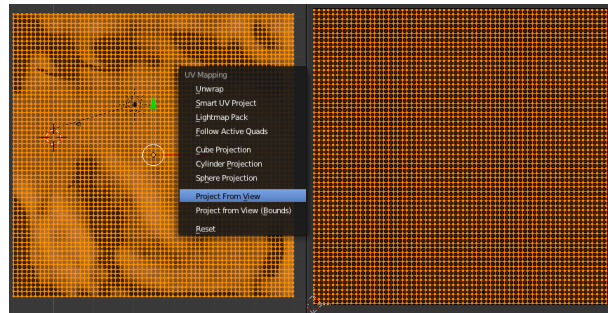 UV Mapping
Unwrap
Smart UV Project
Lightmap Pack
Follow Active Quads
Cube Projection
Cylinder Projection
Sphere Projection
Project From View
Project from View (Bounds)
Reset